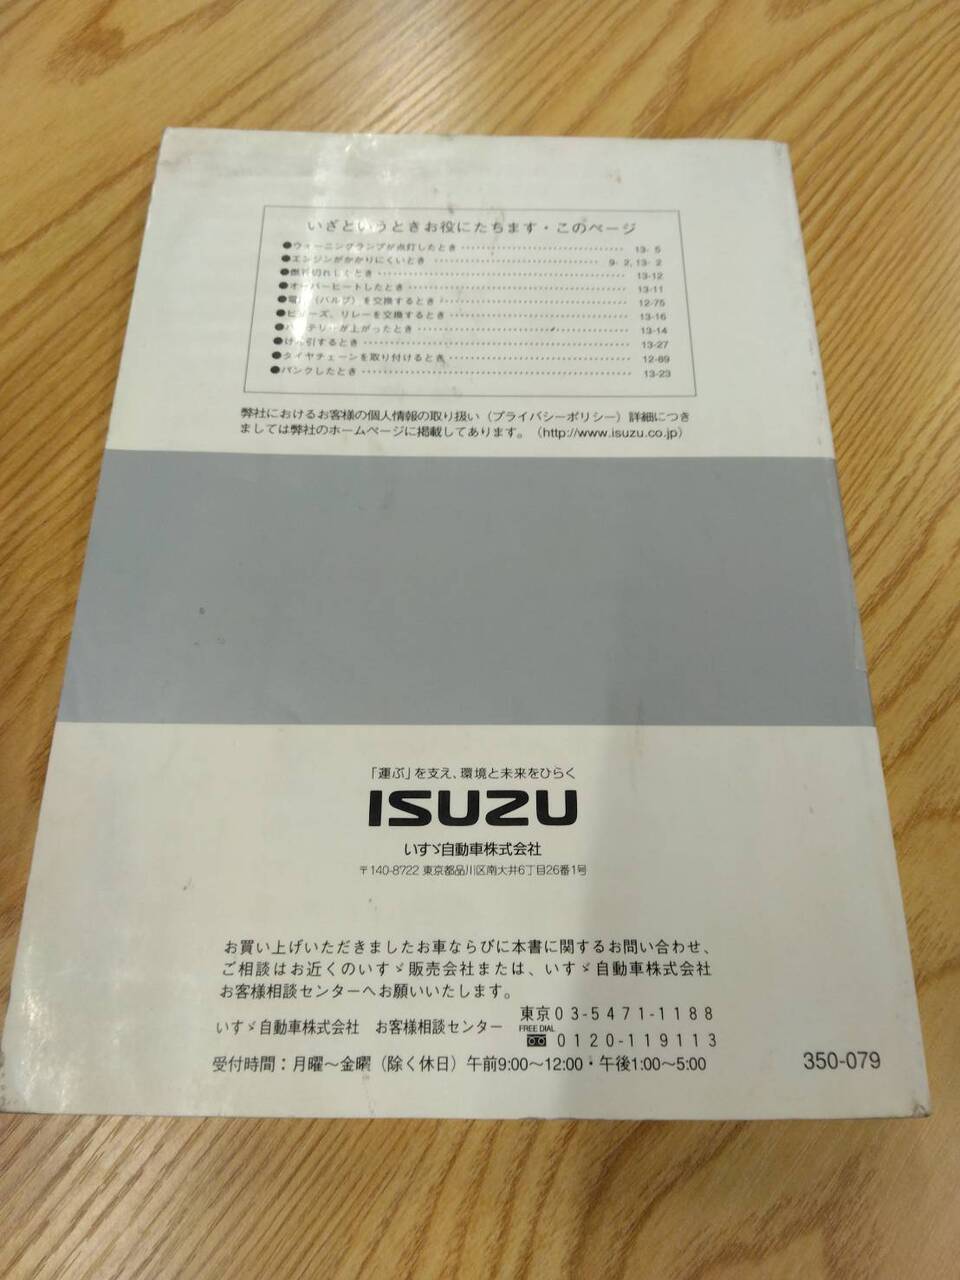 いざというときお役にたちます・このページ
●ウォーニングランプが点灯したとき 13- 5
●エンジンがかかりにくいとき 9- 2, 13- 2
●燃料切れしたとき 13-12
●オーバーヒートしたとき 13-11
●電球（バルブ）を交換するとき 12-75
●ヒューズ、リレーを交換するとき 13-16
●バッテリーが上がったとき 13-14
●けん引するとき 13-27
●タイヤチェーンを取り付けるとき 12-89
●パンクしたとき 13-23
弊社におけるお客様の個人情報の取り扱い（プライバシーポリシー）詳細につき
ましては弊社のホームページに掲載してあります。（http://www.isuzu.co.jp）
「運ぶ」を支え、環境と未来をひらく
ISUZU
いすゞ自動車株式会社
〒140-8722 東京都品川区南大井6丁目26番1号
お買い上げいただきましたお車ならびに本書に関するお問い合わせ、
ご相談はお近くのいすゞ販売会社または、いすゞ自動車株式会社
お客様相談センターへお願いいたします。
いすゞ自動車株式会社 お客様相談センター
東京03-5471-1188
FREE DIAL
0120-119113
受付時間：月曜〜金曜（除く休日）午前9:00〜12:00・午後1:00〜5:00
350-079